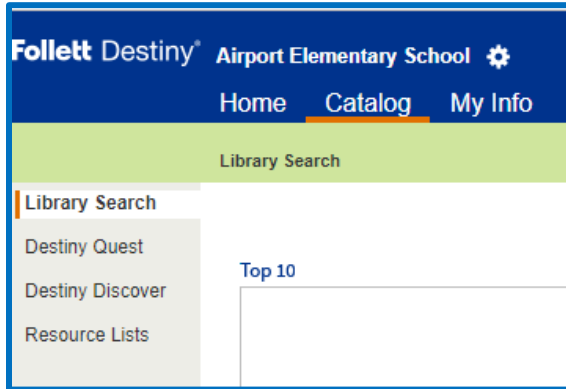 Follett Destiny® Airport Elementary School
Home Catalog My Info
Library Search
Library Search
Destiny Quest
Destiny Discover
Resource Lists
Top 10